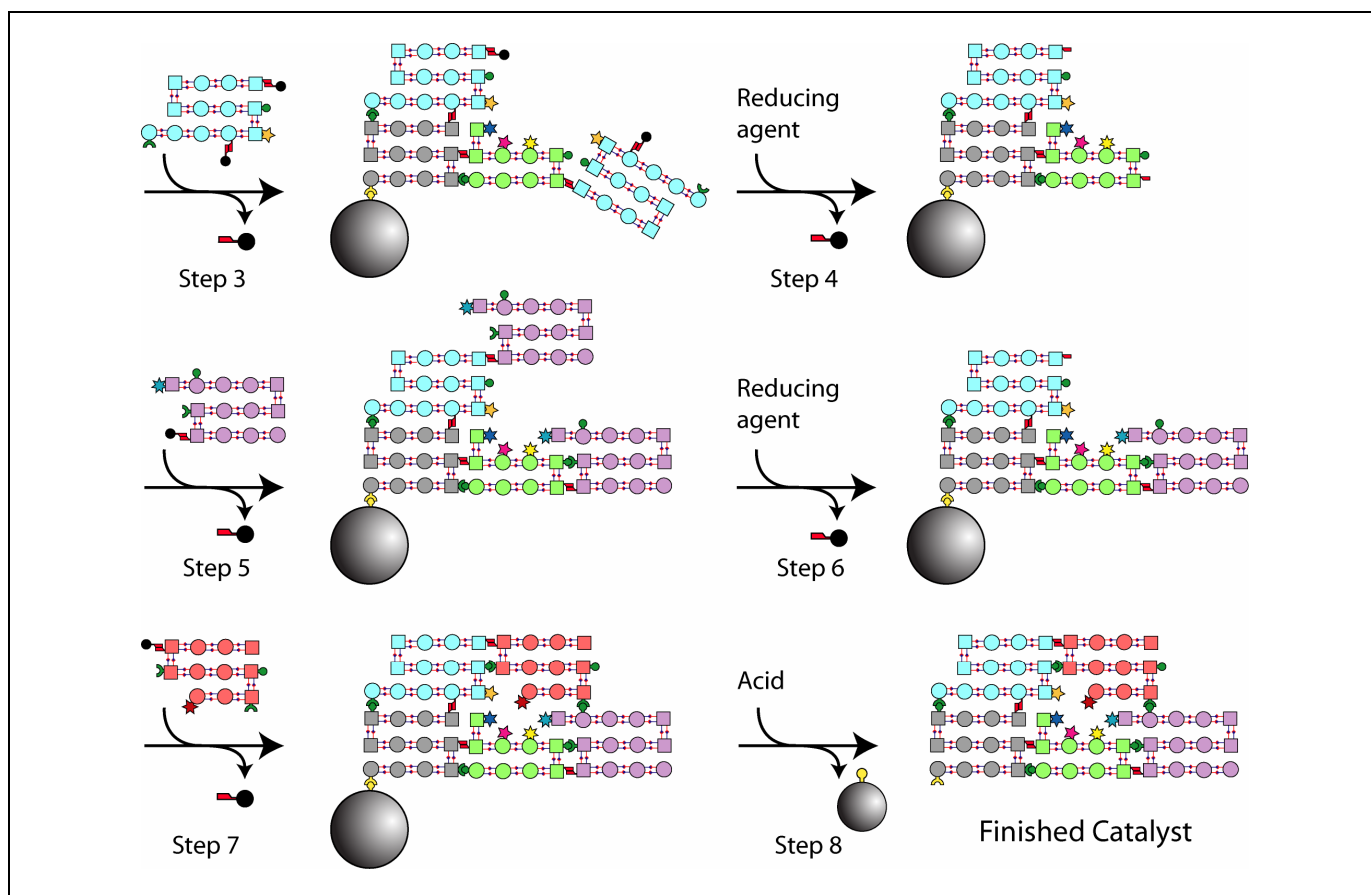 Reducing
agent
Step 3
Step 4
Reducing
agent
Step 5
Step 6
Acid
Step 7
Step 8
Finished Catalyst